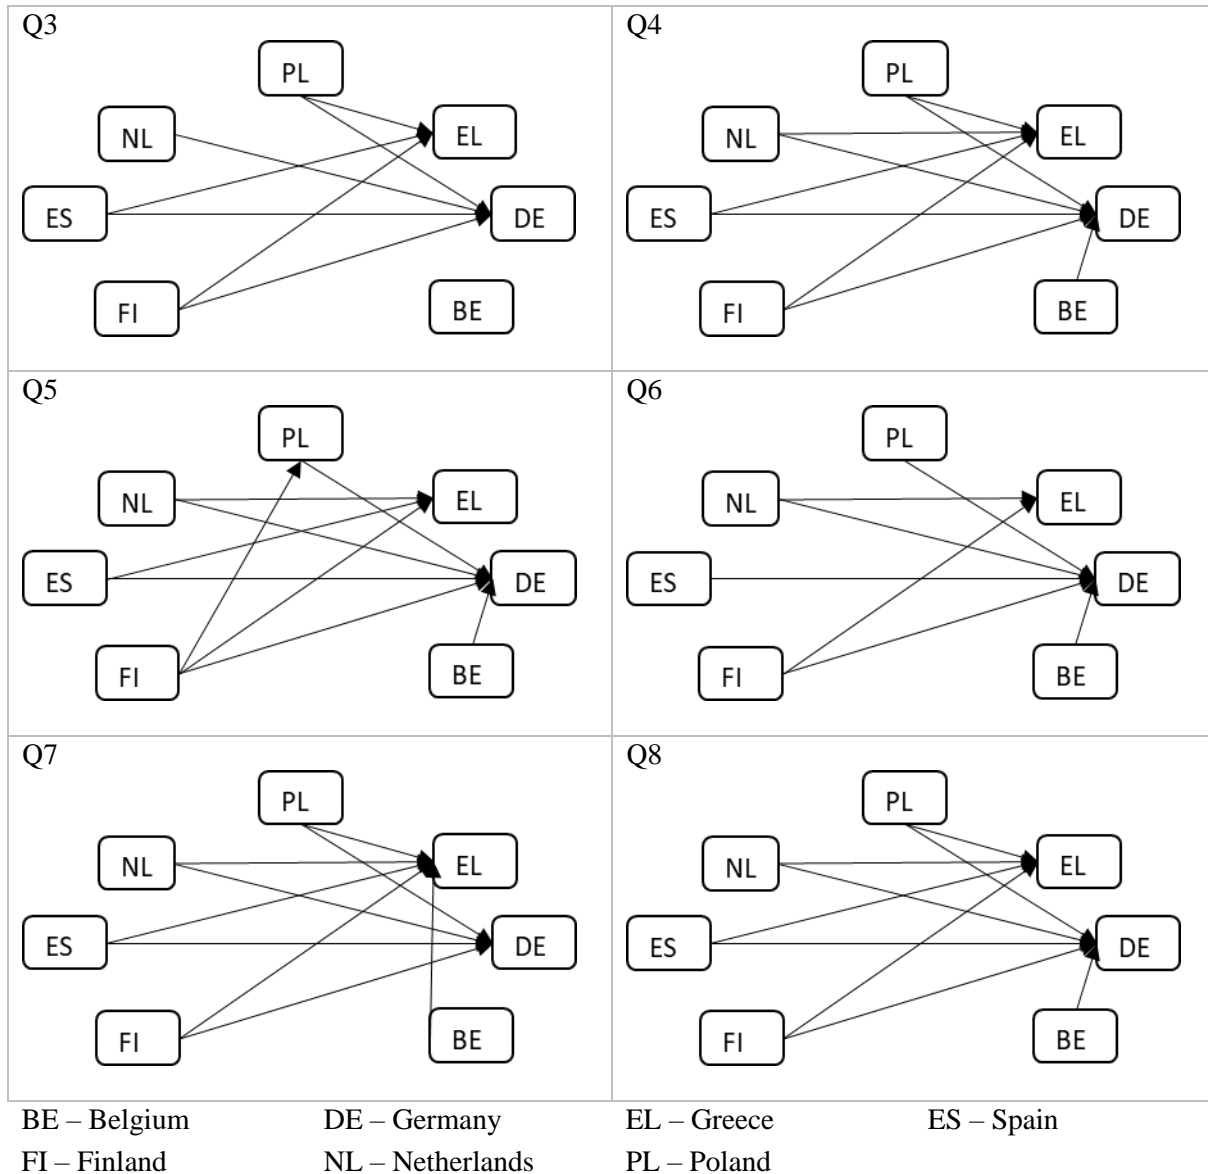 Q3
PL
NL
EL
ES
DE
FI
BE
Q4
PL
NL
EL
ES
DE
FI
BE
Q5
PL
NL
EL
ES
DE
FI
BE
Q6
PL
NL
EL
ES
DE
FI
BE
Q7
PL
NL
EL
ES
DE
FI
BE
Q8
PL
NL
EL
ES
DE
FI
BE
BE – Belgium DE – Germany EL – Greece ES – Spain
FI – Finland NL – Netherlands PL – Poland